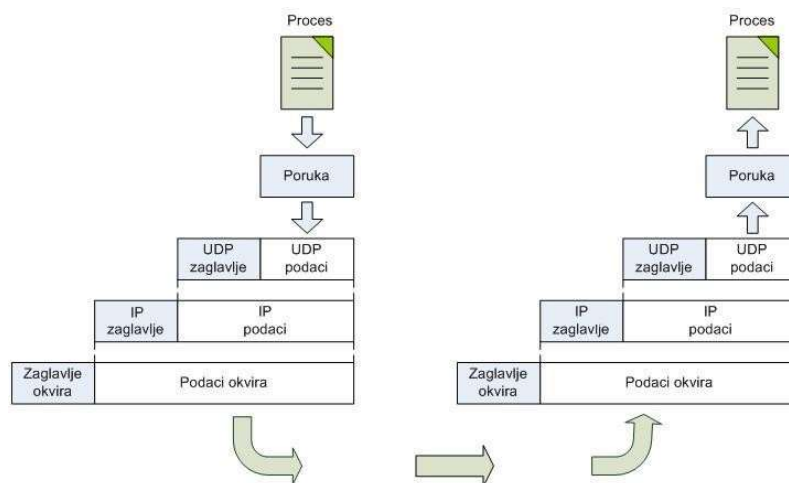 Proces
Poruka
UDP
zaglavlje
UDP
podaci
IP
zaglavlje
IP
podaci
Zaglavlje
okvira
Podaci okvira
Proces
Poruka
UDP
zaglavlje
UDP
podaci
IP
zaglavlje
IP
podaci
Zaglavlje
okvira
Podaci okvira